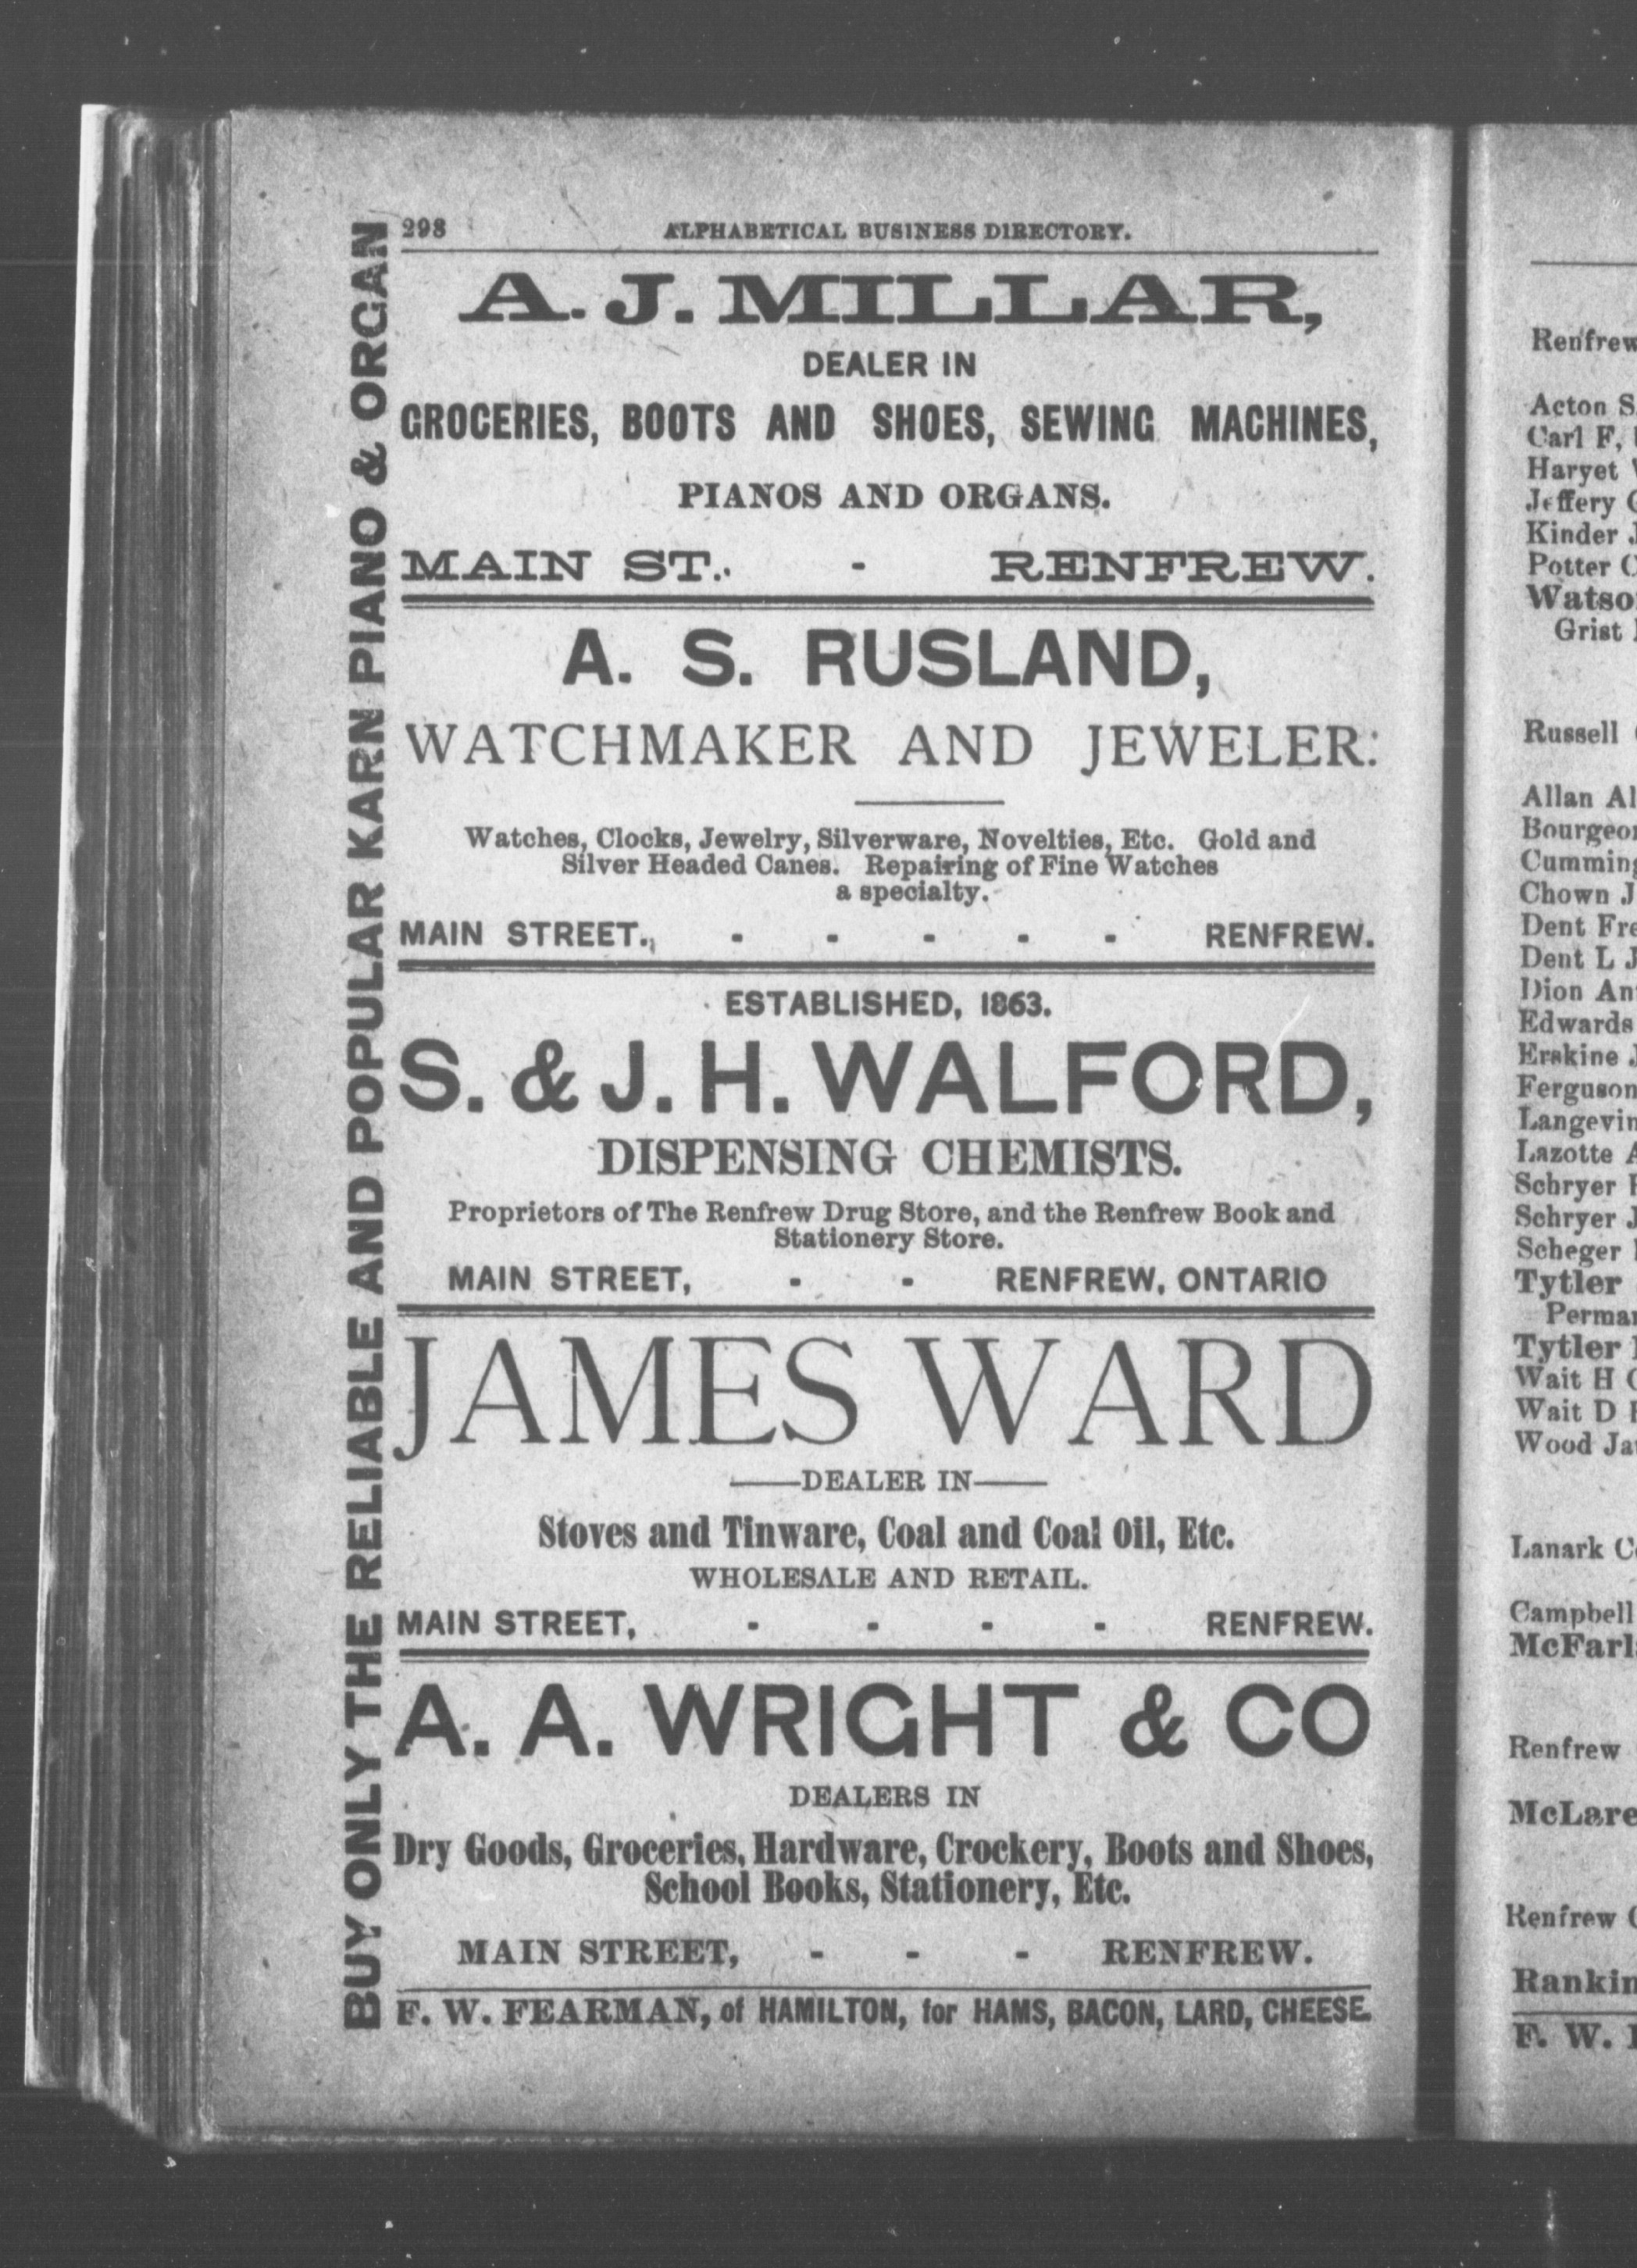 298 ALPHABETICAL BUSINESS DIRECTORY.
A. J. MILLAR,
DEALER IN
GROCERIES, BOOTS AND SHOES, SEWING MACHINES,
PIANOS AND ORGANS.
MAIN ST., - RENFREW.
A. S. RUSLAND,
WATCHMAKER AND JEWELER.
Watches, Clocks, Jewelry, Silverware, Novelties, Etc. Gold and
Silver Headed Canes. Repairing of Fine Watches
a specialty.
MAIN STREET., - - - - - RENFREW.
ESTABLISHED, 1863.
S. & J. H. WALFORD,
DISPENSING CHEMISTS.
Proprietors of The Renfrew Drug Store, and the Renfrew Book and
Stationery Store.
MAIN STREET, - - RENFREW, ONTARIO
JAMES WARD
—DEALER IN—
Stoves and Tinware, Coal and Coal Oil, Etc.
WHOLESALE AND RETAIL.
MAIN STREET, - - - - RENFREW.
A. A. WRIGHT & CO
DEALERS IN
Dry Goods, Groceries, Hardware, Crockery, Boots and Shoes,
School Books, Stationery, Etc.
MAIN STREET, - - - RENFREW.
F. W. FEARMAN, of HAMILTON, for HAMS, BACON, LARD, CHEESE.
BUY ONLY THE RELIABLE AND POPULAR KARN PIANO & ORGAN
Renfrew
Acton S
Carl F,
Haryet
Jeffery
Kinder
Potter
Grist
Russell
Allan Al
Chown J
Dent Fre
Dent L J
Dion An
Edwards
Erskine
Ferguson
Langevin
Lazotte
Schryer
Schryer
Scheger
Tytler
Tytler
Wait H
Wait D
Wood Ja
Lanark
Campbell
Renfrew
Renfrew
F. W.